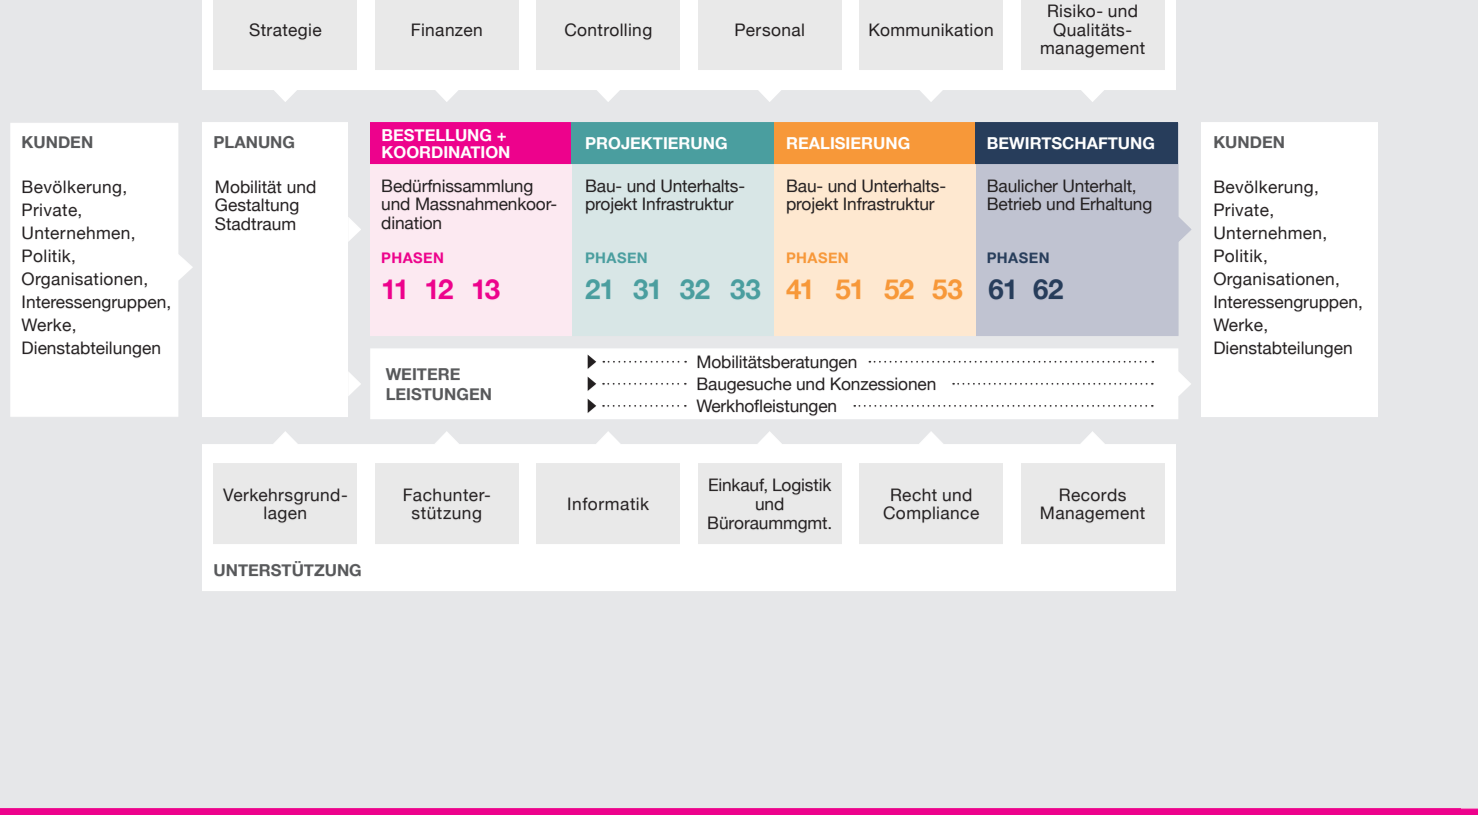 Strategie
Finanzen
Controlling
Personal
Kommunikation
Risiko- und
Qualitäts-
management
KUNDEN
Bevölkerung,
Private,
Unternehmen,
Politik,
Organisationen,
Interessengruppen,
Werke,
Dienstabteilungen
PLANUNG
Mobilität und
Gestaltung
Stadtraum
BESTELLUNG +
KOORDINATION
Bedürfnissammlung
und Massnahmenkoor-
dination
PHASEN
11 12 13
PROJEKTIERUNG
Bau- und Unterhalts-
projekt Infrastruktur
PHASEN
21 31 32 33
REALISIERUNG
Bau- und Unterhalts-
projekt Infrastruktur
PHASEN
41 51 52 53
BEWIRTSCHAFTUNG
Baulicher Unterhalt,
Betrieb und Erhaltung
PHASEN
61 62
WEITERE
LEISTUNGEN
Mobilitätsberatungen
Baugesuche und Konzessionen
Werkhofleistungen
KUNDEN
Bevölkerung,
Private,
Unternehmen,
Politik,
Organisationen,
Interessengruppen,
Werke,
Dienstabteilungen
Verkehrsgrund-
lagen
Fachunter-
stützung
Informatik
Einkauf, Logistik
und
Büroraummgmt.
Recht und
Compliance
Records
Management
UNTERSTÜTZUNG